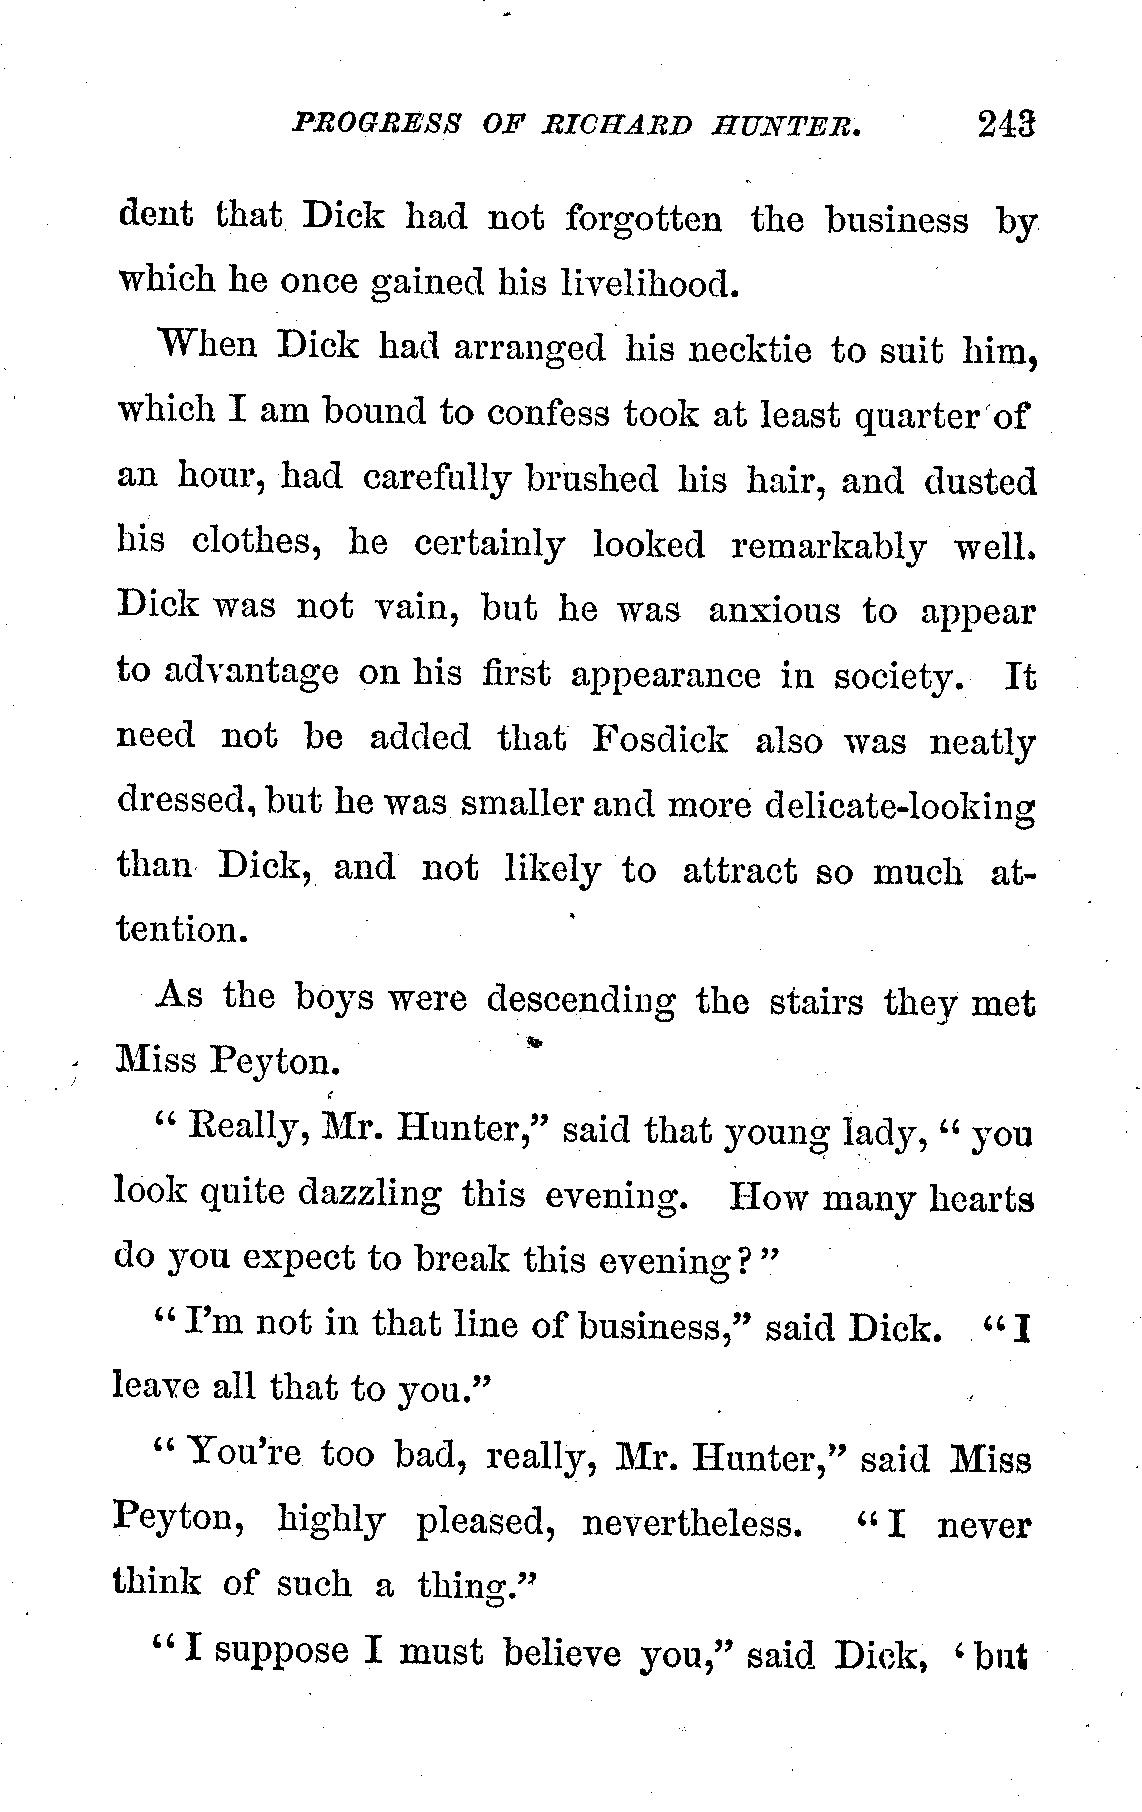 PROGRESS OF RICHARD HUNTER. 243
dent that Dick had not forgotten the business by
which he once gained his livelihood.
When Dick had arranged his necktie to suit him,
which I am bound to confess took at least quarter of
an hour, had carefully brushed his hair, and dusted
his clothes, he certainly looked remarkably well.
Dick was not vain, but he was anxious to appear
to advantage on his first appearance in society. It
need not be added that Fosdick also was neatly
dressed, but he was smaller and more delicate-looking
than Dick, and not likely to attract so much at-
tention.
As the boys were descending the stairs they met
Miss Peyton.
“ Really, Mr. Hunter,” said that young lady, “ you
look quite dazzling this evening. How many hearts
do you expect to break this evening ? ”
“ I’m not in that line of business,” said Dick. “ I
leave all that to you.”
“ You’re too bad, really, Mr. Hunter,” said Miss
Peyton, highly pleased, nevertheless. “ I never
think of such a thing.”
“ I suppose I must believe you,” said Dick, ‘ but